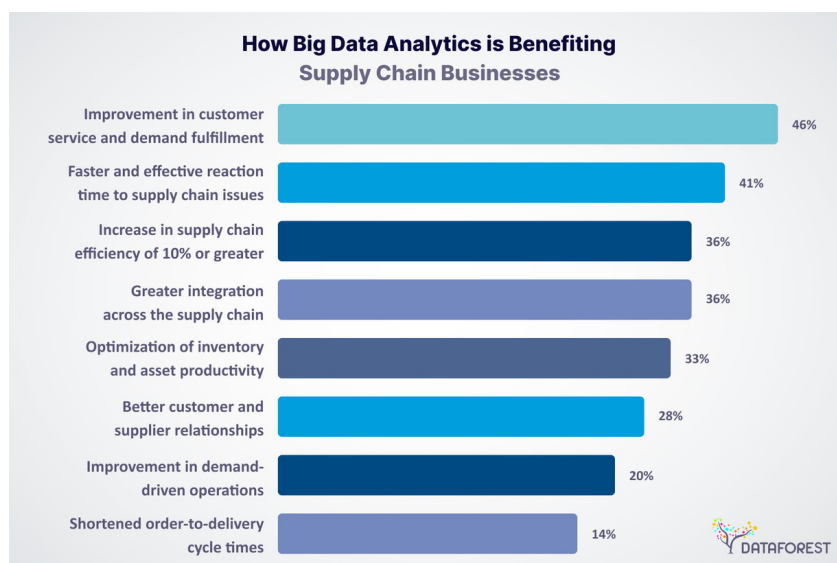 How Big Data Analytics is Benefiting
Supply Chain Businesses
Improvement in customer
service and demand fulfillment
46%
Faster and effective reaction
time to supply chain issues
41%
Increase in supply chain
efficiency of 10% or greater
36%
Greater integration
across the supply chain
36%
Optimization of inventory
and asset productivity
33%
Better customer and
supplier relationships
28%
Improvement in demand-
driven operations
20%
Shortened order-to-delivery
cycle times
14%
DATAFOREST